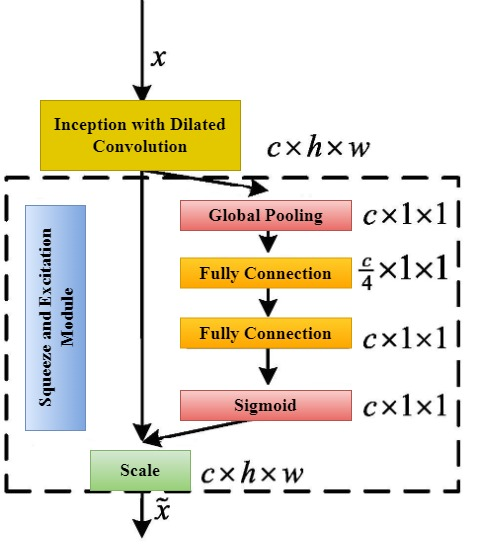 x
Inception with Dilated
Convolution
c×h×w
Global Pooling
c×1×1
Fully Connection
c/4×1×1
Fully Connection
c×1×1
Squeeze and Excitation
Module
Sigmoid
c×1×1
Scale
c×h×w
x̃